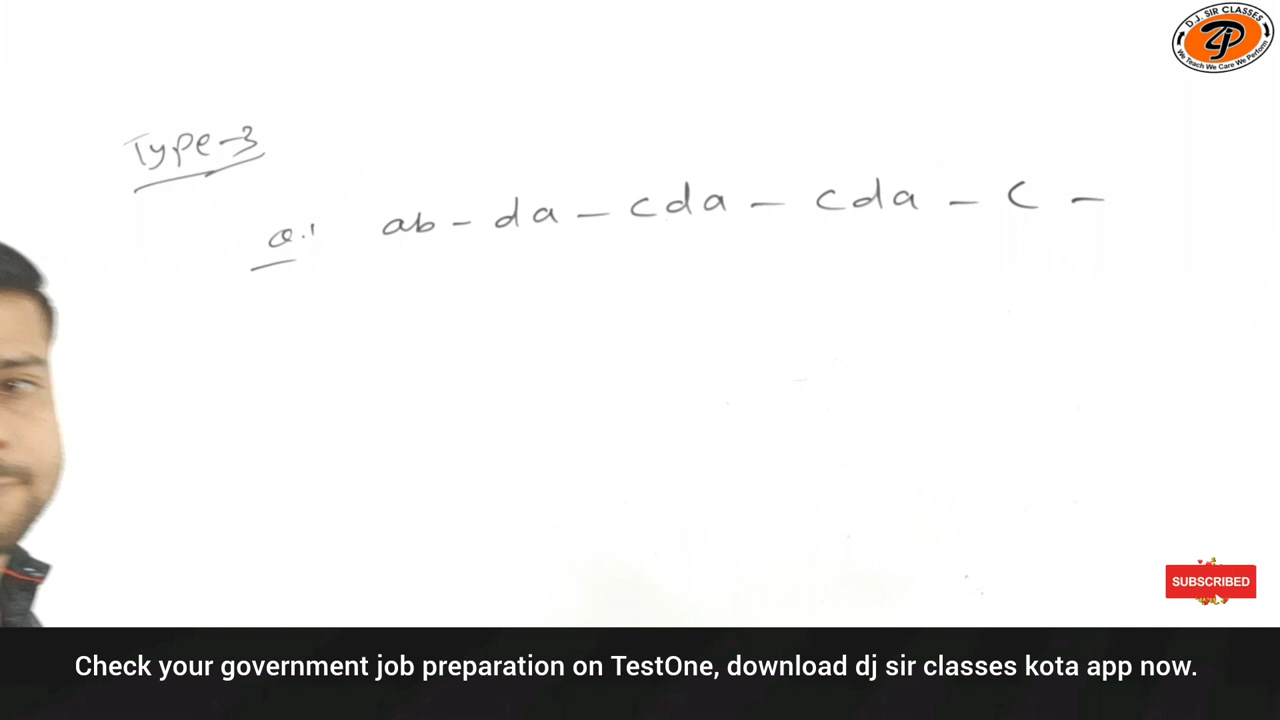 D.J. SIR CLASSES
We Teach We Care We Perform
Type-3
Q.1 ab - da - cda - cda - c -
SUBSCRIBED
Check your government job preparation on TestOne, download dj sir classes kota app now.